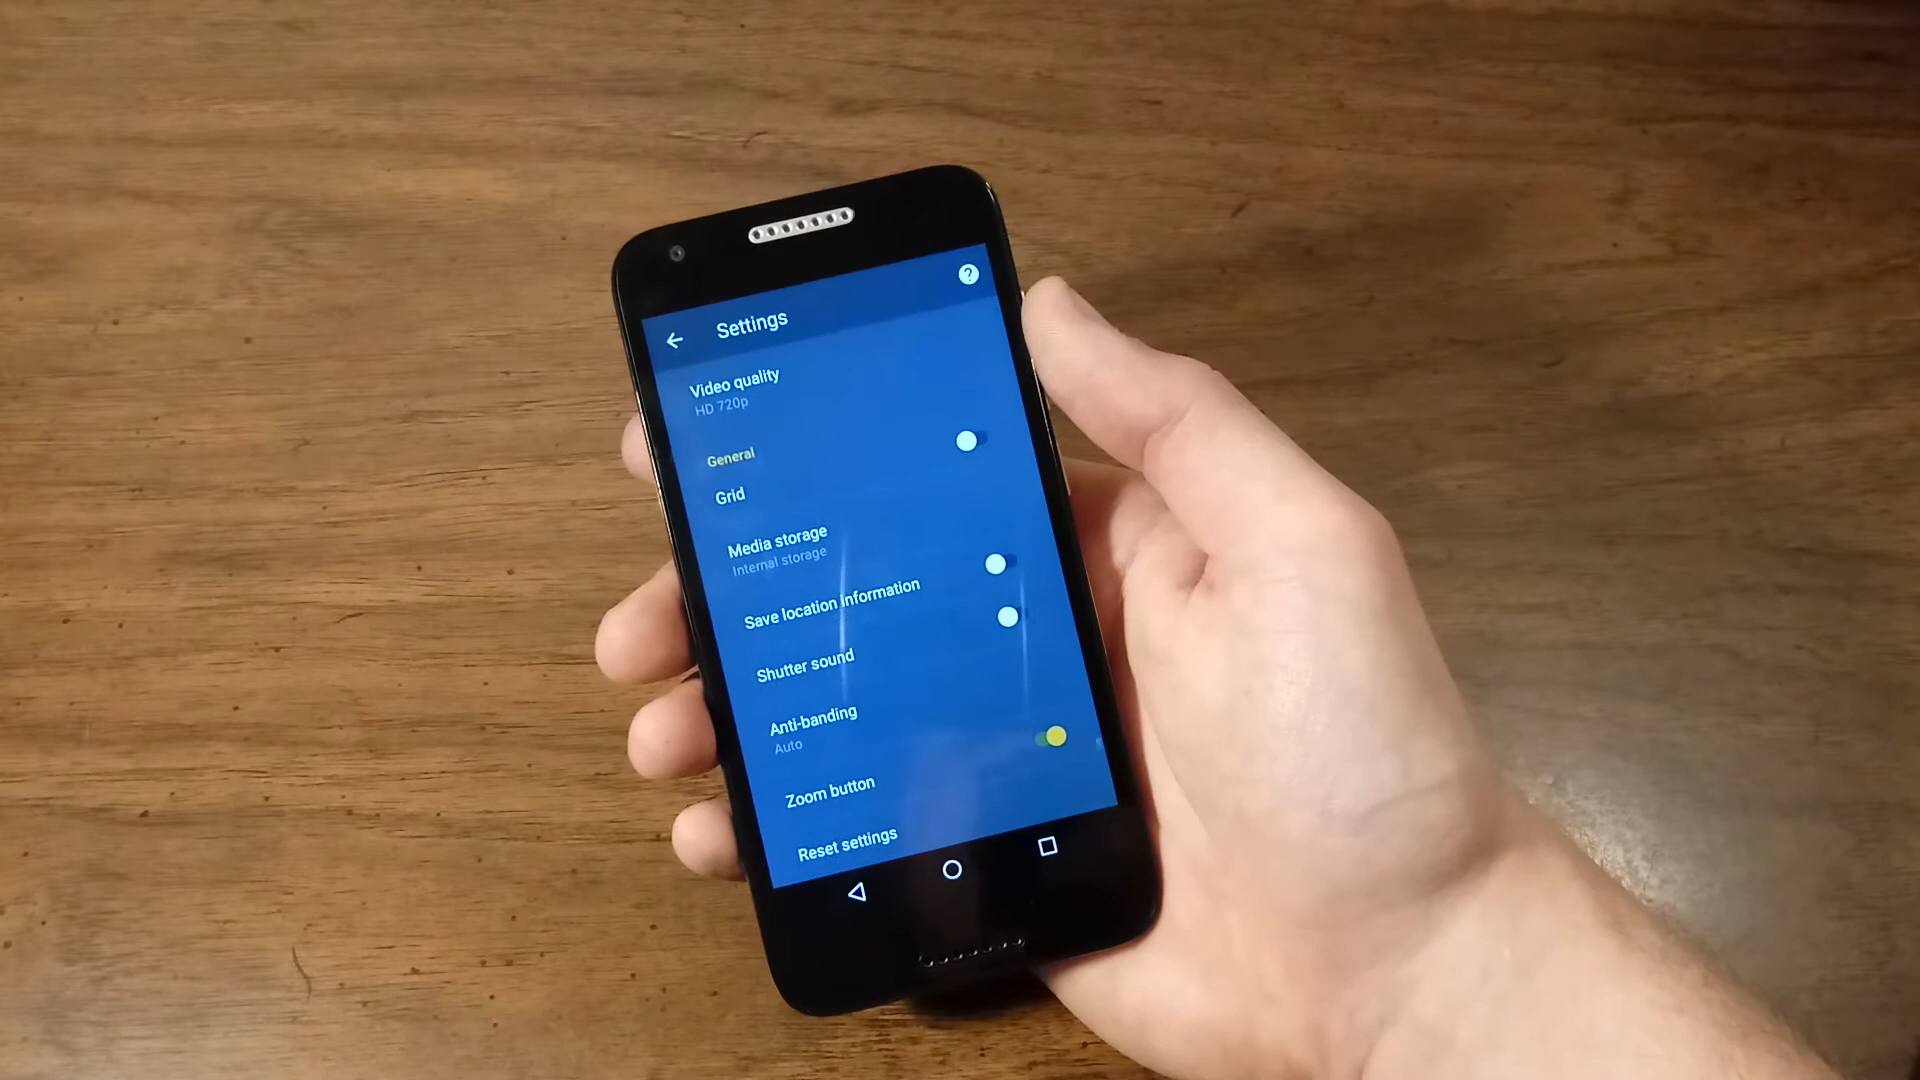 Settings
?
Video quality
HD 720p
General
Grid
Media storage
Internal storage
Save location information
Shutter sound
Anti-banding
Auto
Zoom button
Reset settings